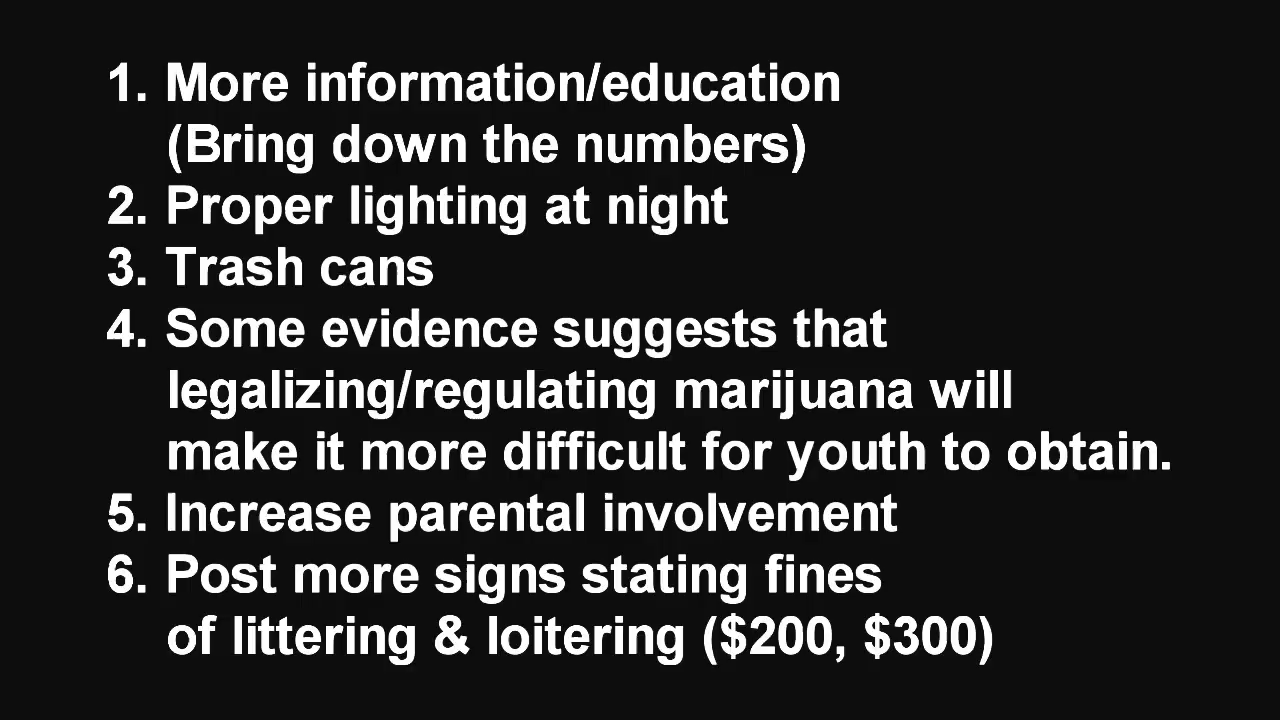 1. More information/education
(Bring down the numbers)
2. Proper lighting at night
3. Trash cans
4. Some evidence suggests that
legalizing/regulating marijuana will
make it more difficult for youth to obtain.
5. Increase parental involvement
6. Post more signs stating fines
of littering & loitering ($200, $300)